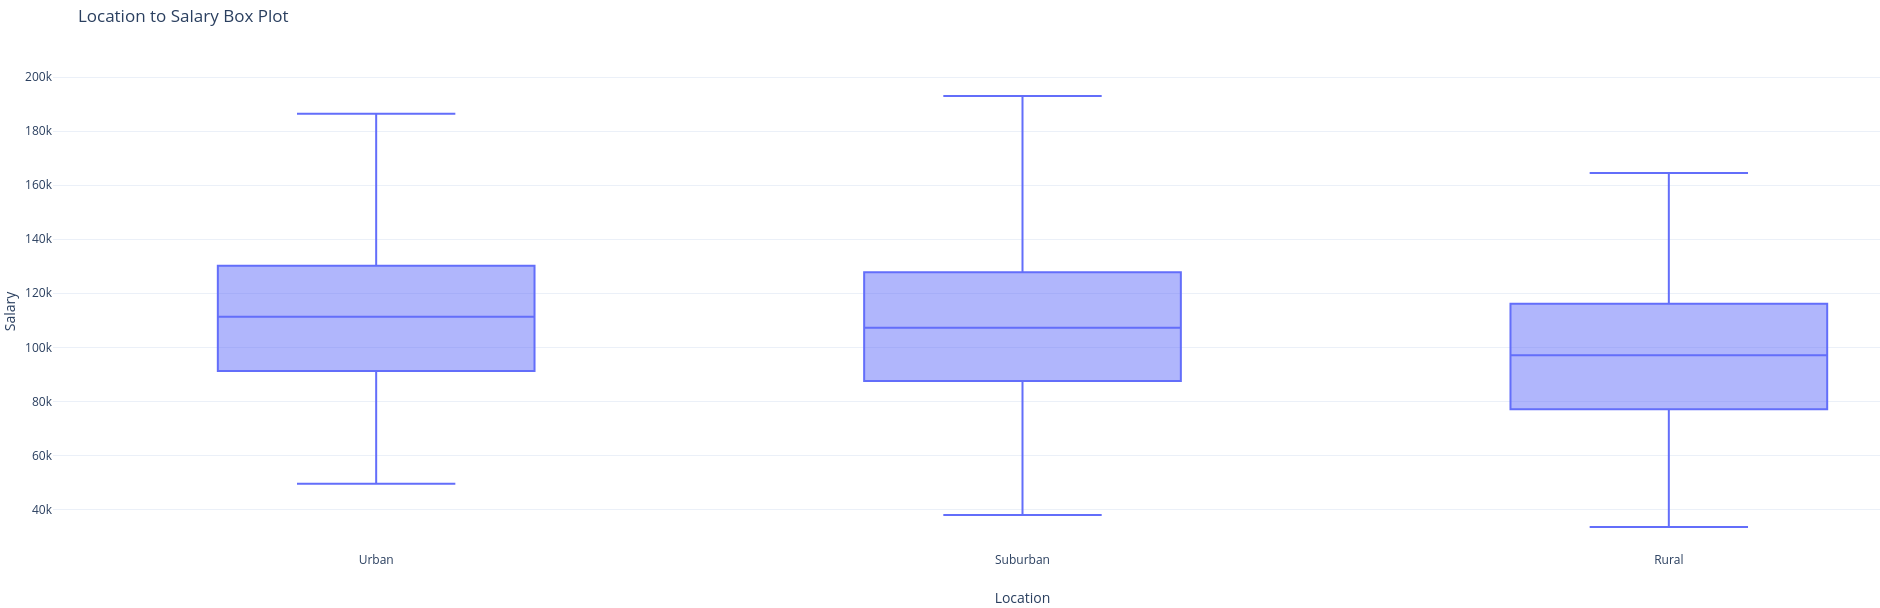 Location to Salary Box Plot
200k
180k
160k
140k
120k
100k
80k
60k
40k
Salary
Urban
Suburban
Rural
Location